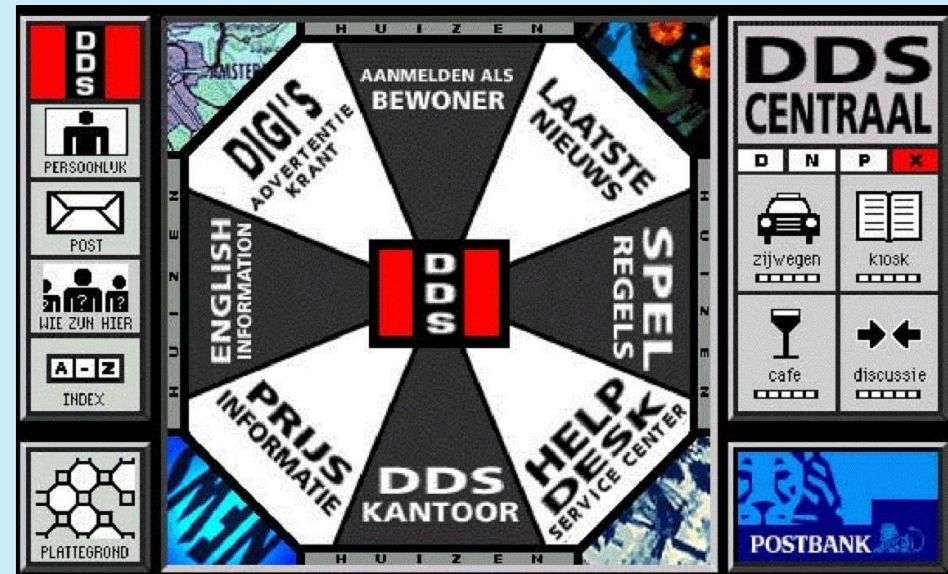 DDS
PERSOONLIJK
POST
WIE ZIJN HIER
A-Z
INDEX
PLATTEGROND
HUIZEN
AMSTER
DIGI'S
ADVERTENTIE
KRANT
AANMELDEN ALS
BEWONER
LAATSTE
NIEUWS
HUIZEN
ENGLISH
INFORMATION
DDS
SPEL
REGELS
HUIZEN
PRIJS
INFORMATIE
DDS
KANTOOR
HELP
DESK
SERVICE CENTER
HUIZEN
DDS
CENTRAAL
D N P X
zijwegen
kiosk
cafe
discussie
POSTBANK